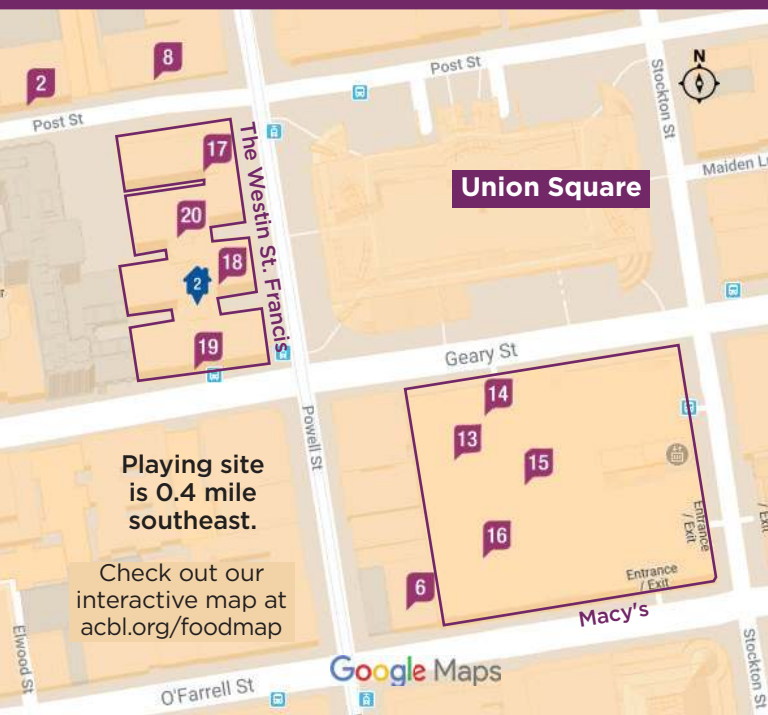 N
8
2
Post St
Stockton St
Post St
17
Maiden L
Union Square
20
The Westin St. Francis
18
2
19
Geary St
14
13
15
Powell St
Playing site
is 0.4 mile
southeast.
16
Entrance
/ Exit
/ Exit
Entrance
/ Exit
Check out our
interactive map at
acbl.org/foodmap
6
Macy's
Elwood St
Google Maps
O'Farrell St
Stockton St